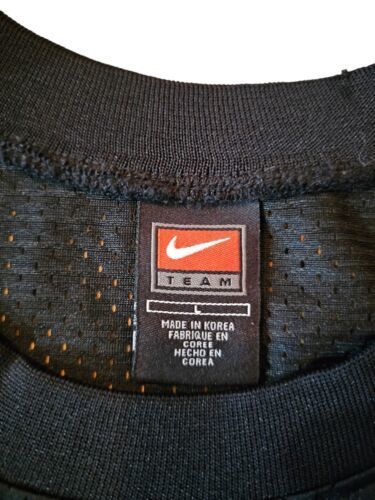 TEAM
L
MADE IN KOREA
FABRIQUE EN
COREE
HECHO EN
COREA